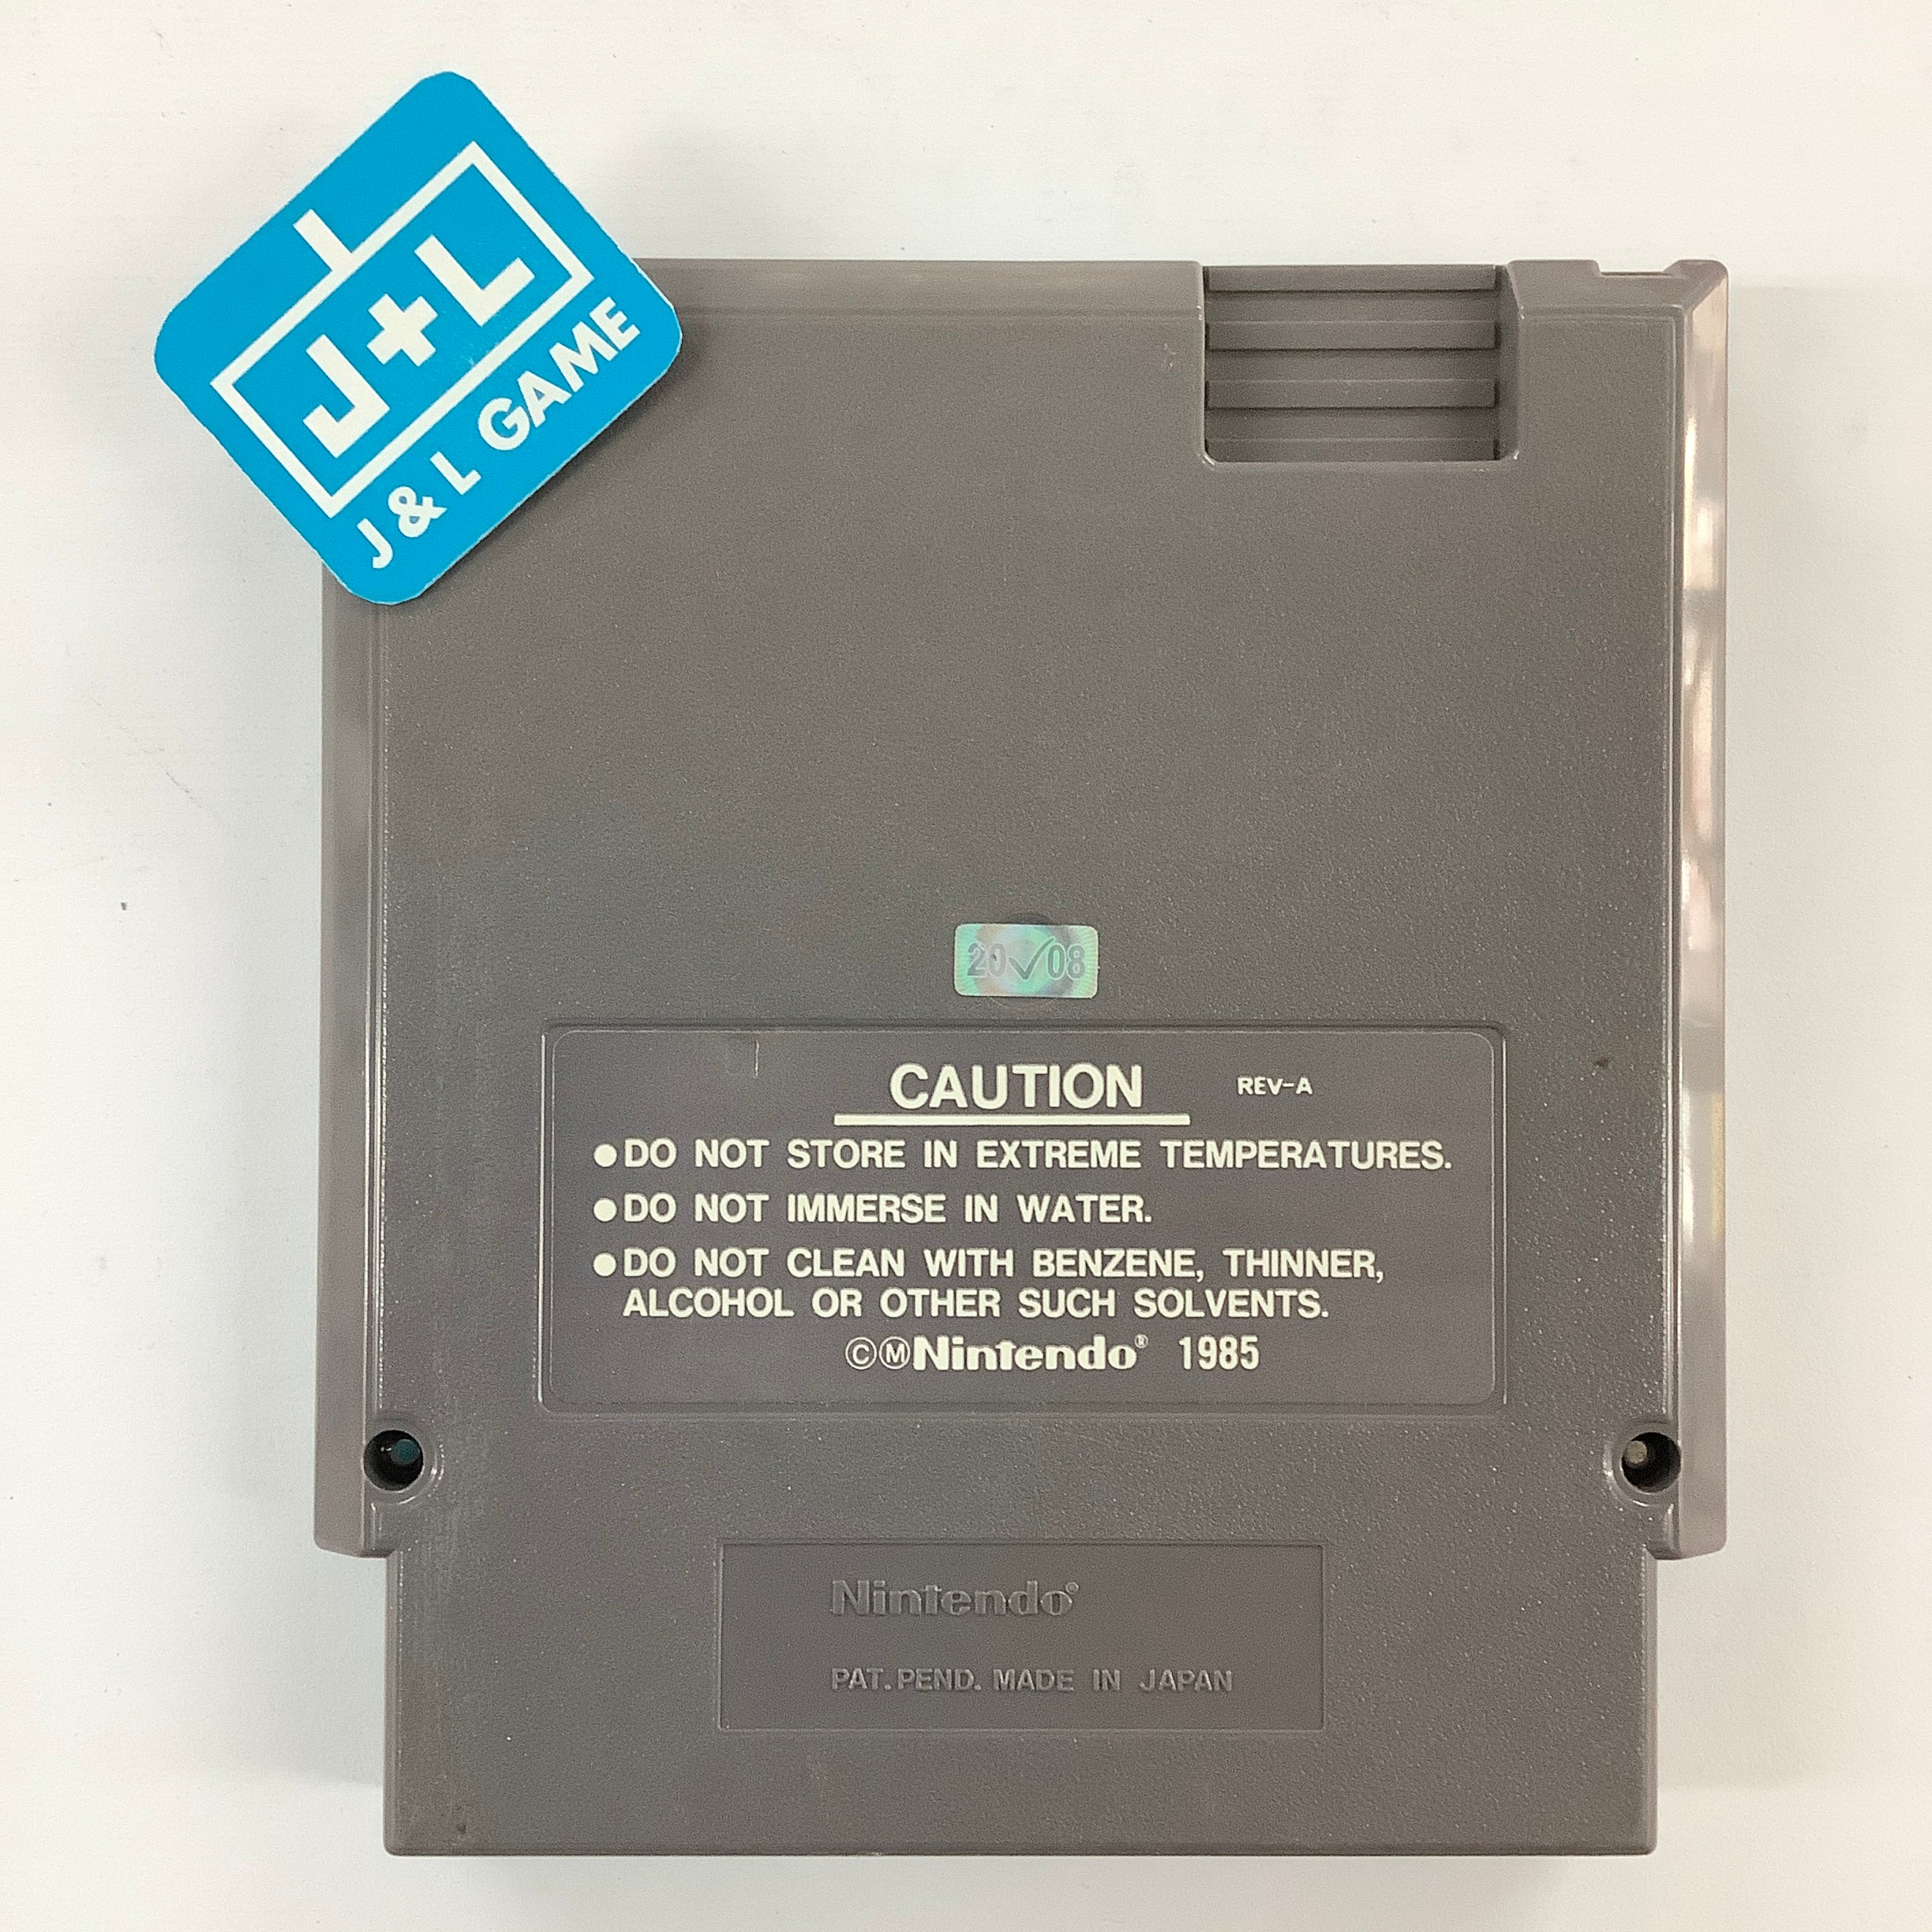 J+L
J & L GAME
20✓08
CAUTION REV-A
●DO NOT STORE IN EXTREME TEMPERATURES.
●DO NOT IMMERSE IN WATER.
●DO NOT CLEAN WITH BENZENE, THINNER,
ALCOHOL OR OTHER SUCH SOLVENTS.
©ⓂNintendo® 1985
Nintendo®
PAT. PEND. MADE IN JAPAN